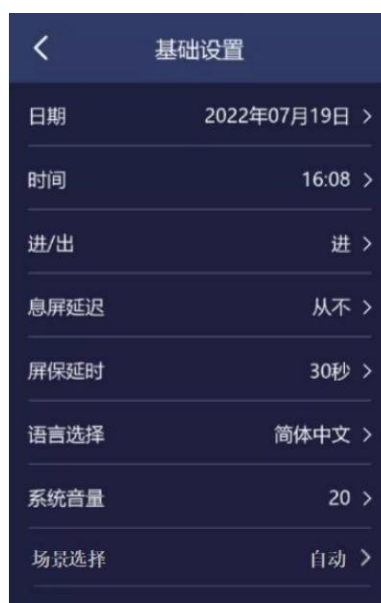 基础设置
日期 2022年07月19日
时间 16:08
进/出 进
息屏延迟 从不
屏保延时 30秒
语言选择 简体中文
系统音量 20
场景选择 自动